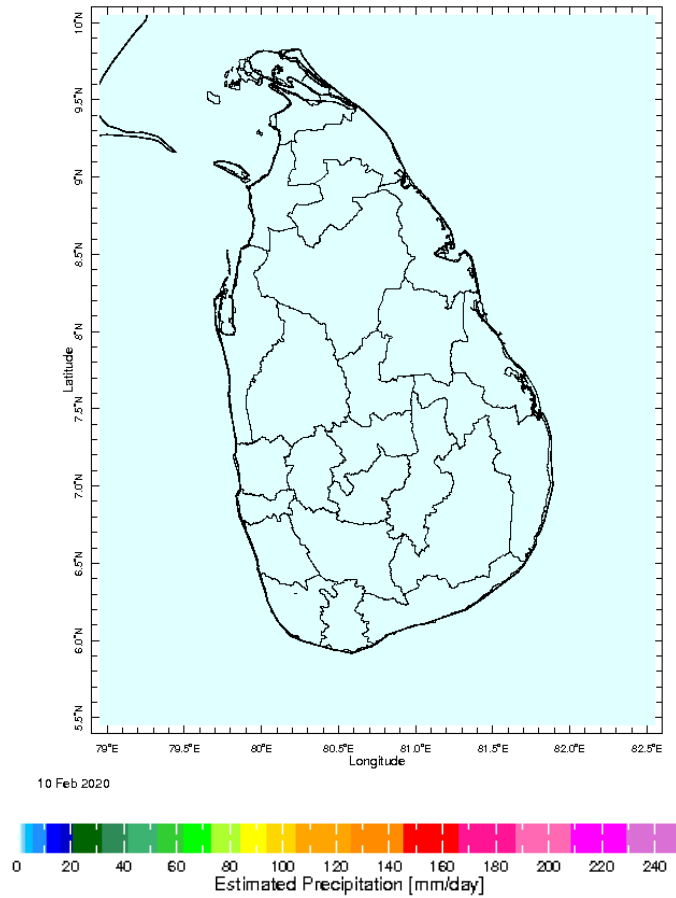 10°N
9.5°N
9°N
8.5°N
8°N
7.5°N
7.0°N
6.5°N
6.0°N
5.5°N
Latitude
79°E 79.5°E 80°E 80.5°E 81.0°E 81.5°E 82.0°E 82.5°E
Longitude
10 Feb 2020
0 20 40 60 80 100 120 140 160 180 200 220 240
Estimated Precipitation [mm/day]